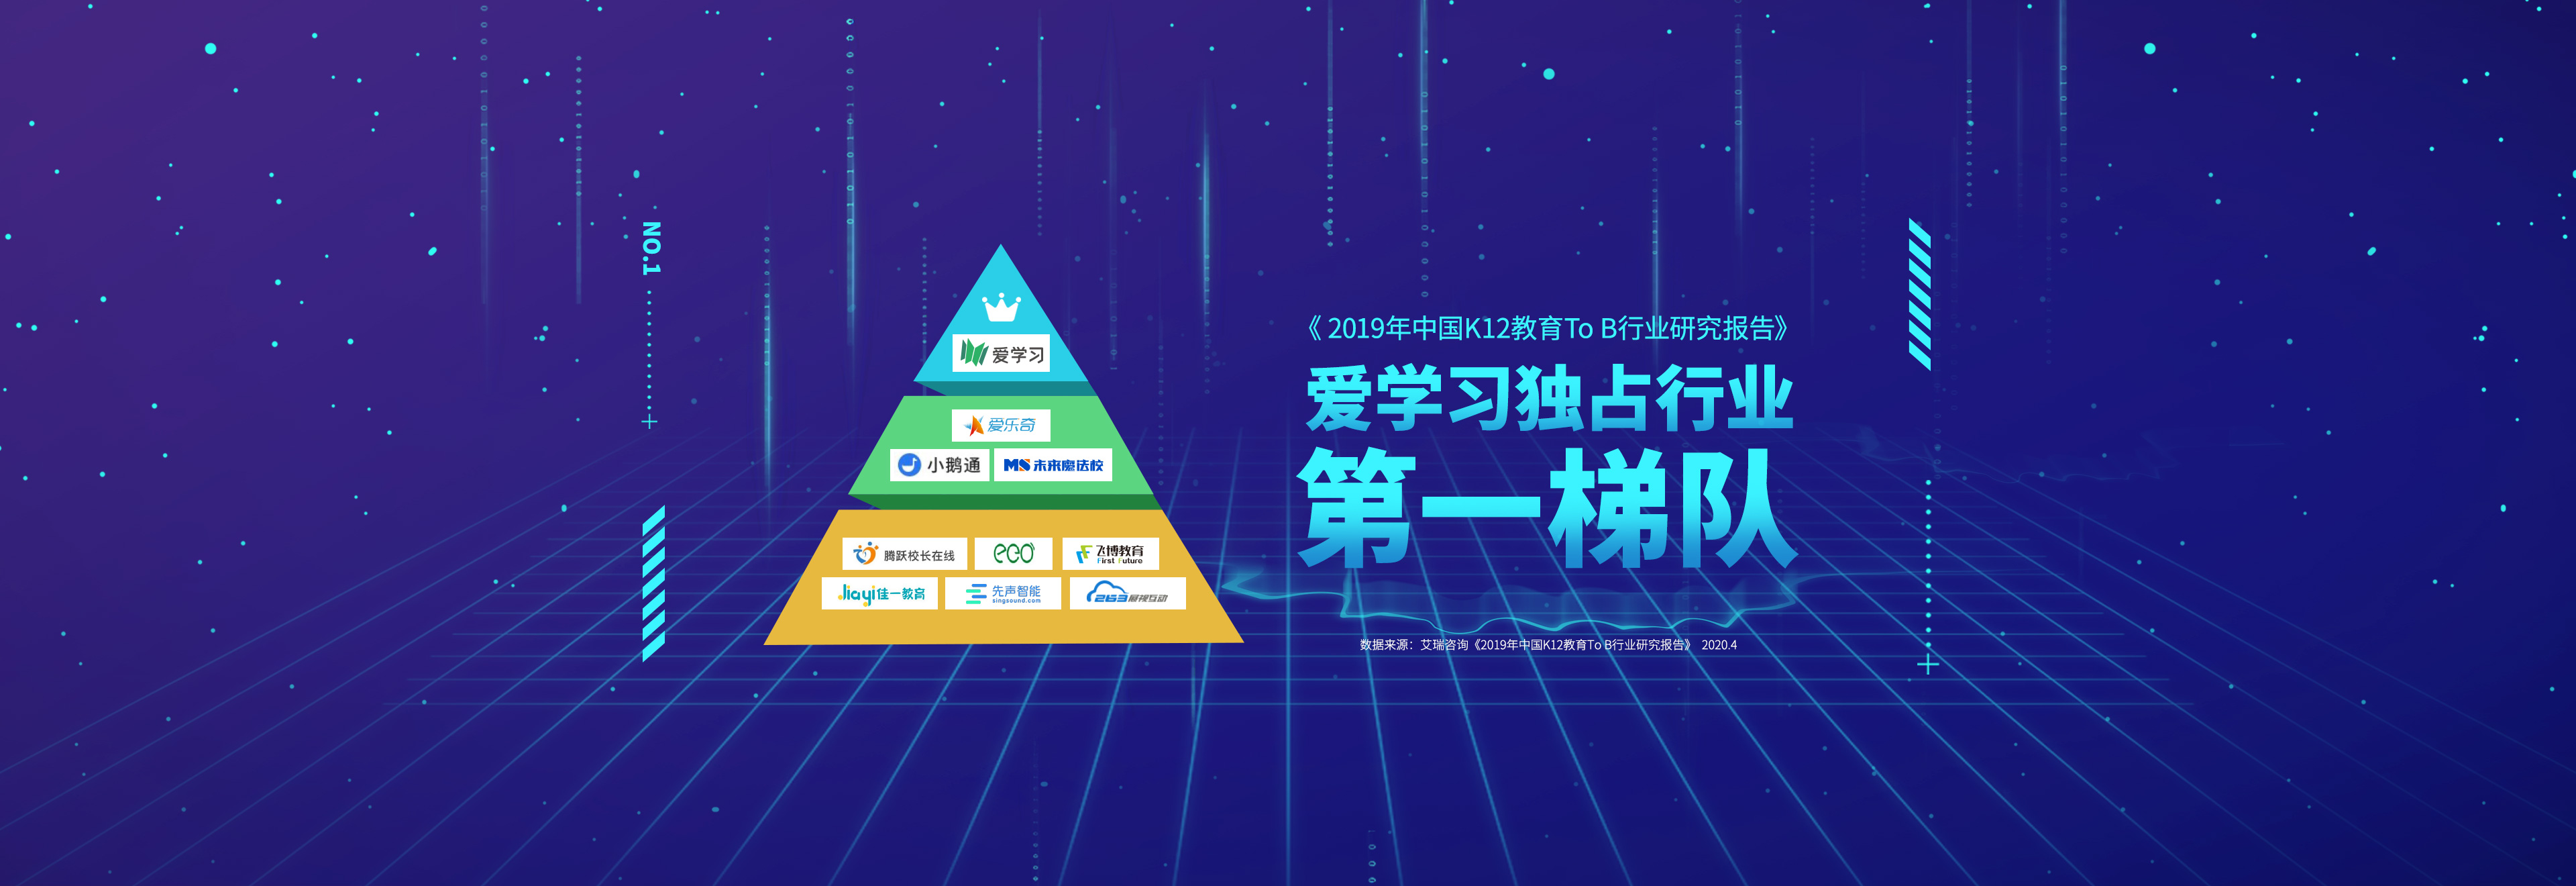 NO.1
爱学习
爱乐奇
小鹅通
MS 未来魔法校
腾跃校长在线
eeo
飞博教育
First Future
Jiayi佳一教育
先声智能
singsound.com
263展视互动
《 2019年中国K12教育To B行业研究报告》
爱学习独占行业
第一梯队
数据来源：艾瑞咨询《2019年中国K12教育To B行业研究报告》 2020.4